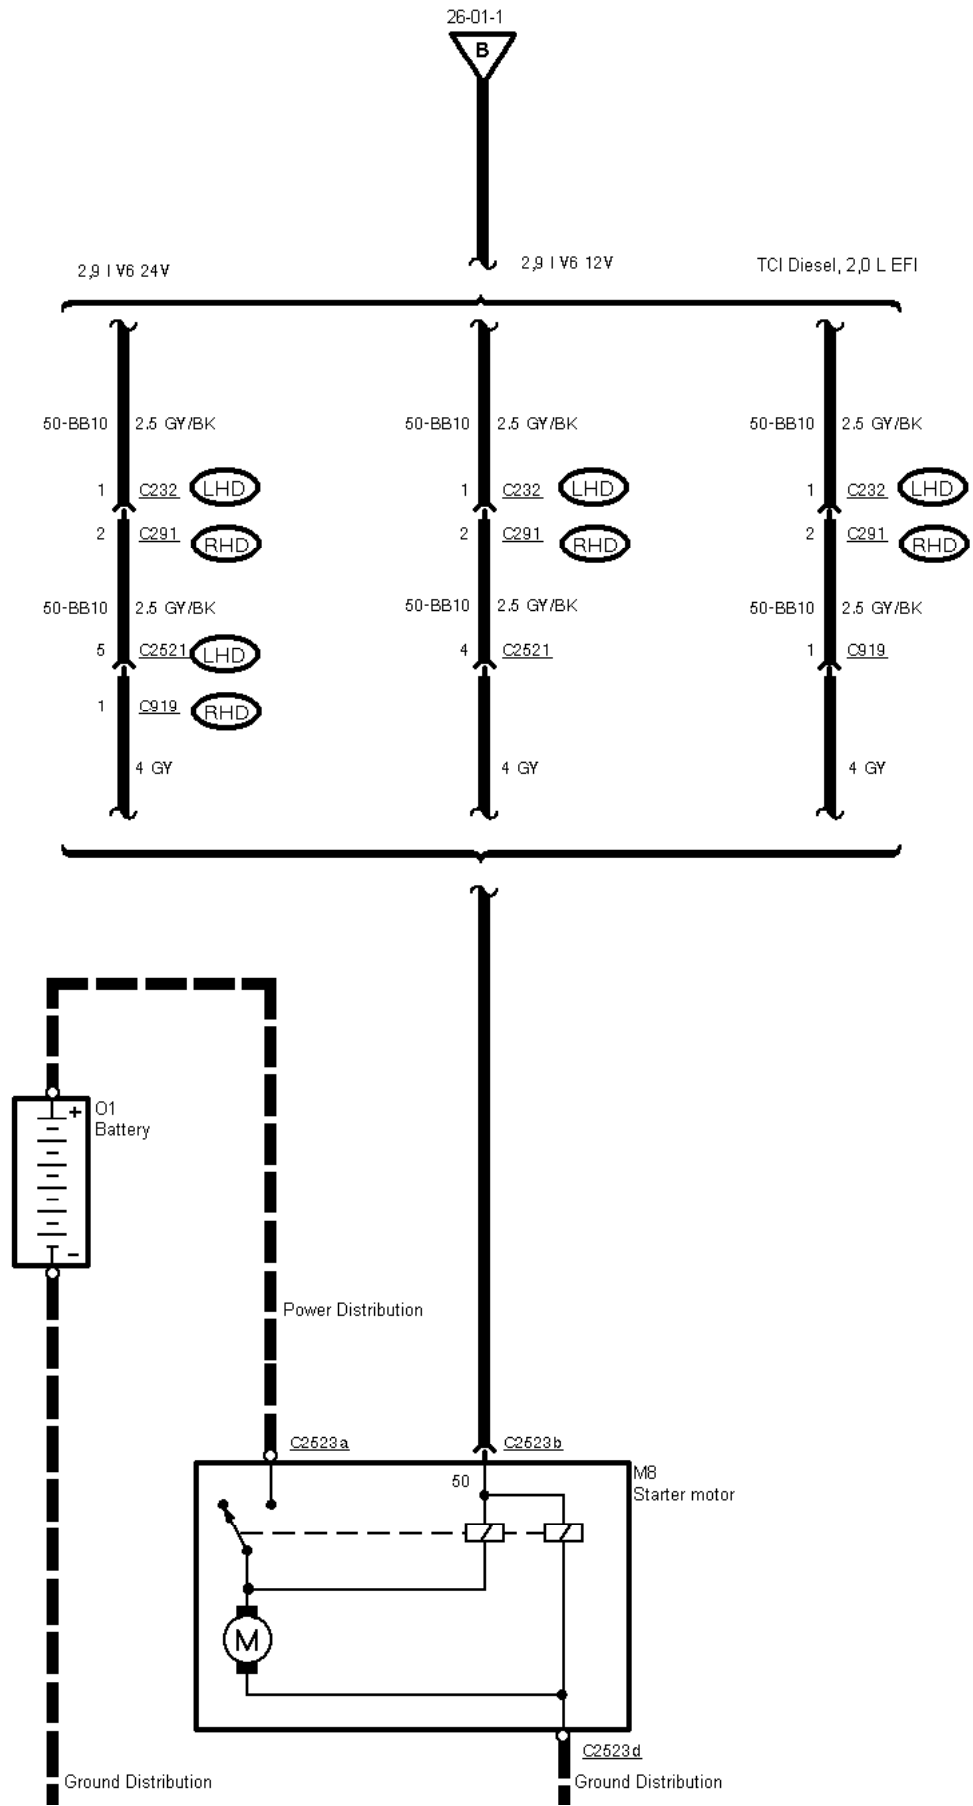 26-01-1
B
2,9 l V6 24V
2,9 l V6 12V
TCI Diesel, 2,0 L EFI
50-BB10 2.5 GY/BK
50-BB10 2.5 GY/BK
50-BB10 2.5 GY/BK
1 C232 LHD
1 C232 LHD
1 C232 LHD
2 C291 RHD
2 C291 RHD
2 C291 RHD
50-BB10 2.5 GY/BK
50-BB10 2.5 GY/BK
50-BB10 2.5 GY/BK
5 C2521 LHD
4 C2521
1 C919
1 C919 RHD
4 GY
4 GY
4 GY
+
O1
Battery
-
Power Distribution
C2523a
C2523b
50
M8
Starter motor
M
C2523d
Ground Distribution
Ground Distribution